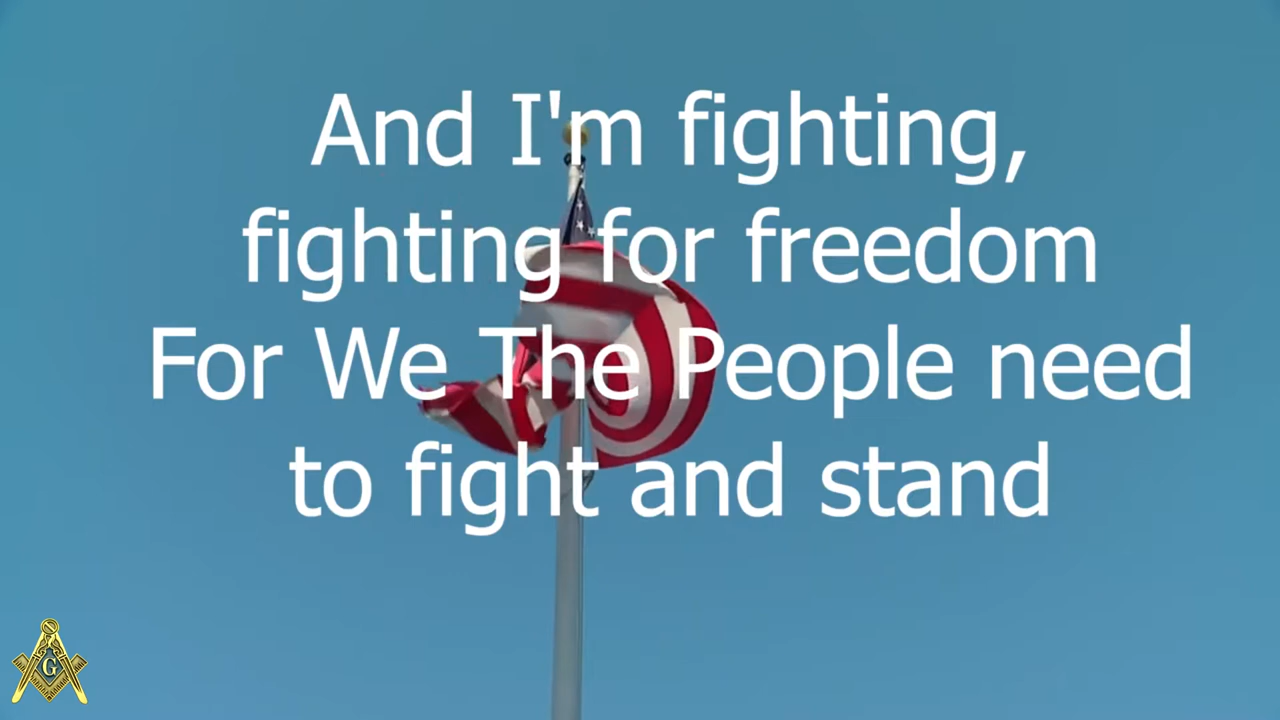 And I'm fighting,
fighting for freedom
For We The People need
to fight and stand
G